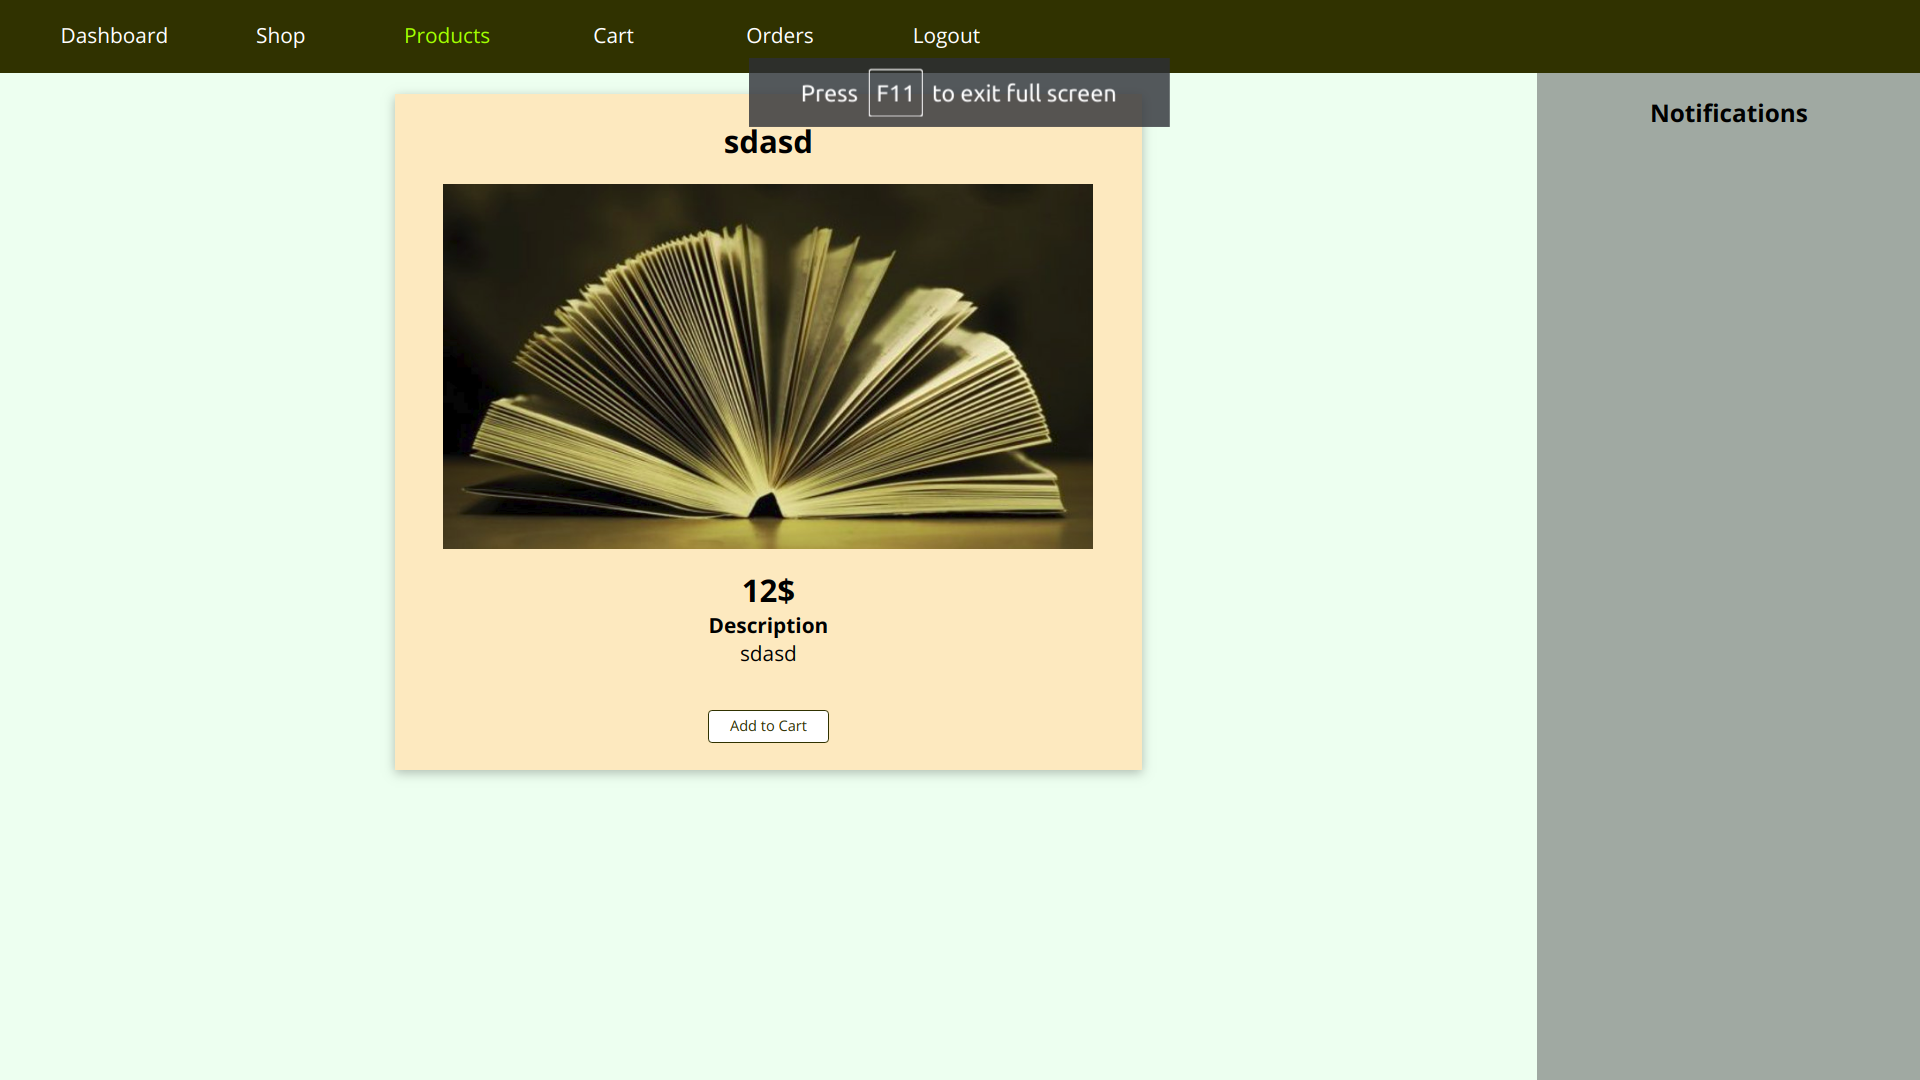 Dashboard Shop Products Cart Orders Logout
Press F11 to exit full screen
Notifications
sdasd
12$
Description
sdasd
Add to Cart